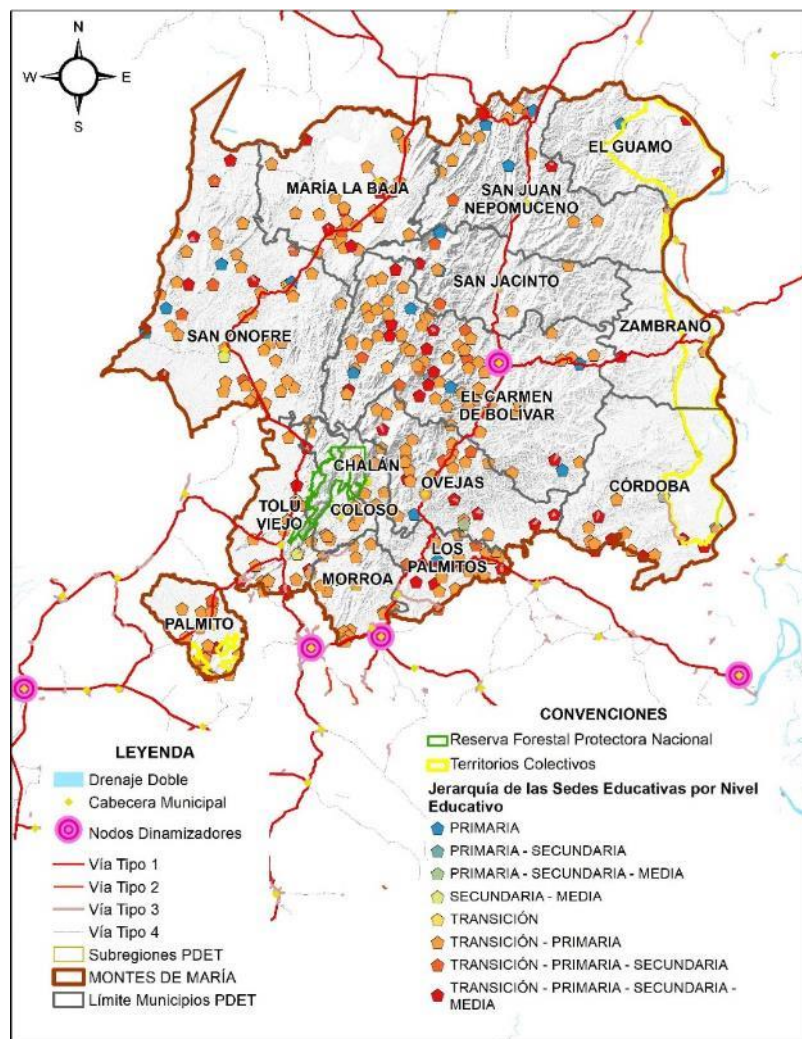 N
W
E
S
EL GUAMO
MARÍA LA BAJA
SAN JUAN
NEPOMUCENO
SAN JACINTO
ZAMBRANO
SAN ONOFRE
EL CARMEN
DE BOLÍVAR
CHALÁN
OVEJAS
CÓRDOBA
TOLÚ
VIEJO
COLOSO
LOS
PALMITOS
MORROA
PALMITO
LEYENDA
Drenaje Doble
Cabecera Municipal
Nodos Dinamizadores
Vía Tipo 1
Vía Tipo 2
Vía Tipo 3
Vía Tipo 4
Subregiones PDET
MONTES DE MARÍA
Límite Municipios PDET
CONVENCIONES
Reserva Forestal Protectora Nacional
Territorios Colectivos
Jerarquía de las Sedes Educativas por Nivel
Educativo
PRIMARIA
PRIMARIA - SECUNDARIA
PRIMARIA - SECUNDARIA - MEDIA
SECUNDARIA - MEDIA
TRANSICIÓN
TRANSICIÓN - PRIMARIA
TRANSICIÓN - PRIMARIA - SECUNDARIA
TRANSICIÓN - PRIMARIA - SECUNDARIA -
MEDIA